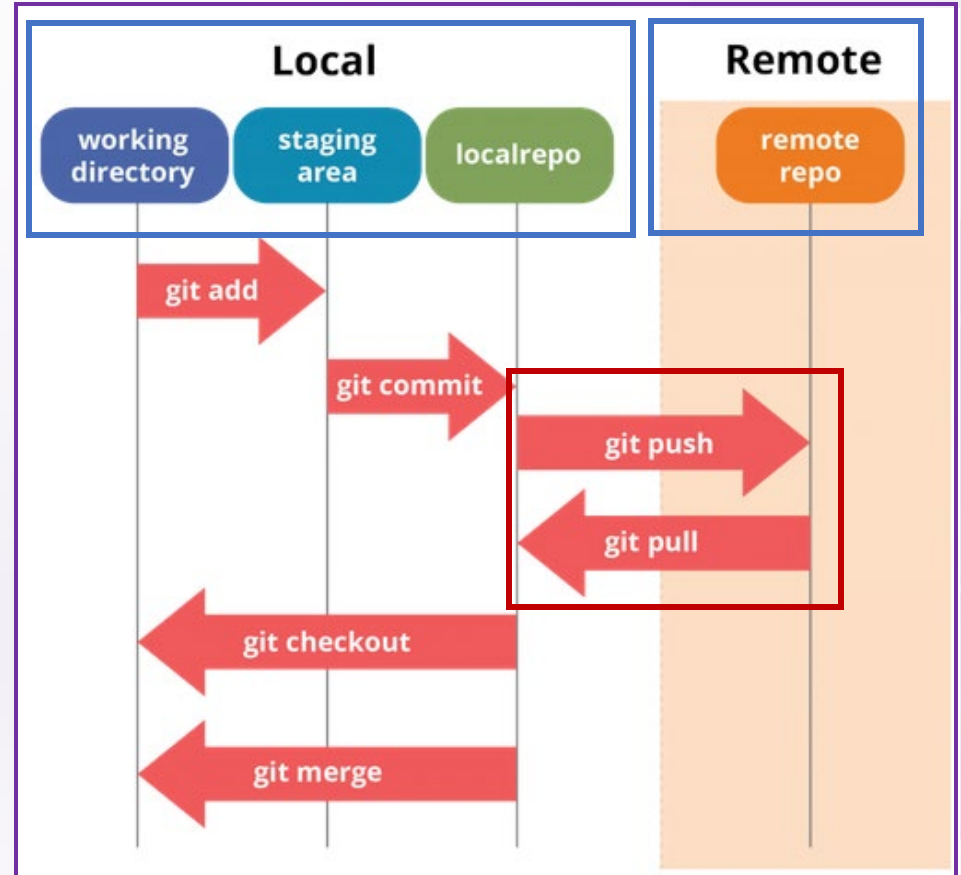 Local
Remote
working
directory
staging
area
localrepo
remote
repo
git add
git commit
git push
git pull
git checkout
git merge